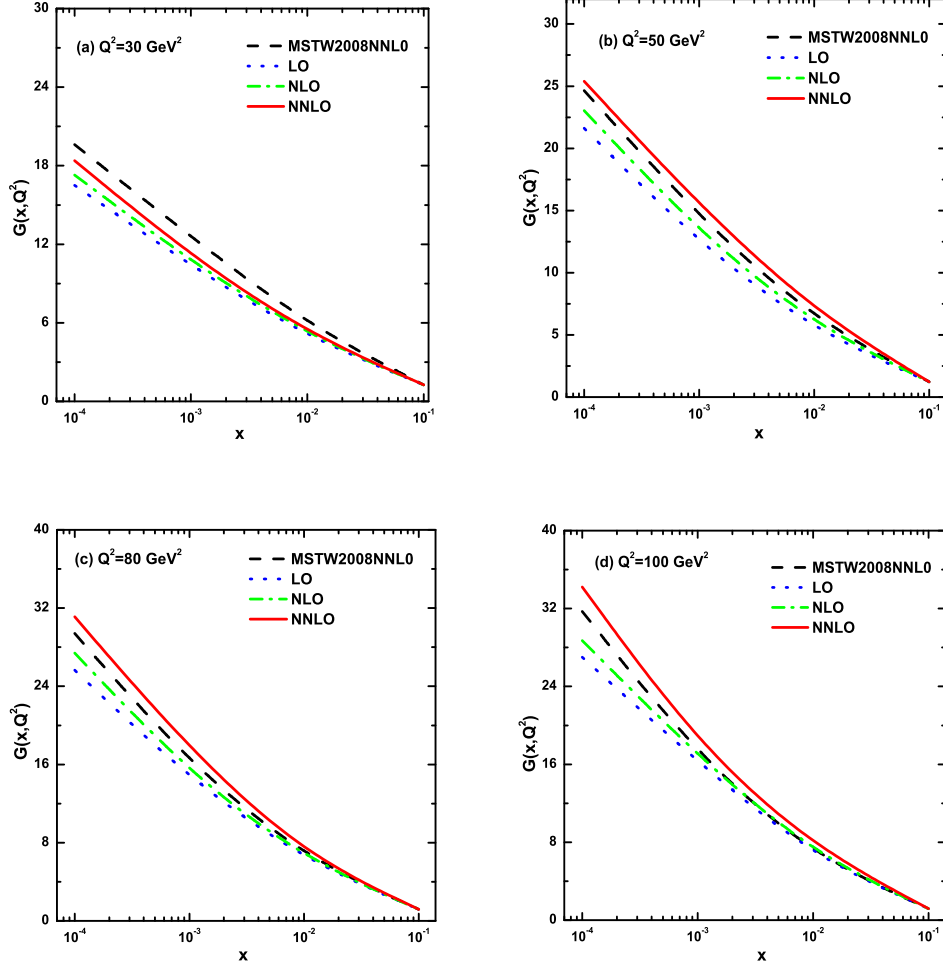 (a) Q²=30 GeV²
MSTW2008NNL0
LO
NLO
NNLO
30
24
18
12
6
0
G(x,Q²)
10⁻⁴ 10⁻³ 10⁻² 10⁻¹
x
(b) Q²=50 GeV²
MSTW2008NNL0
LO
NLO
NNLO
30
25
20
15
10
5
0
G(x,Q²)
10⁻⁴ 10⁻³ 10⁻² 10⁻¹
x
(c) Q²=80 GeV²
MSTW2008NNL0
LO
NLO
NNLO
40
32
24
16
8
0
G(x,Q²)
10⁻⁴ 10⁻³ 10⁻² 10⁻¹
x
(d) Q²=100 GeV²
MSTW2008NNL0
LO
NLO
NNLO
40
32
24
16
8
0
G(x,Q²)
10⁻⁴ 10⁻³ 10⁻² 10⁻¹
x